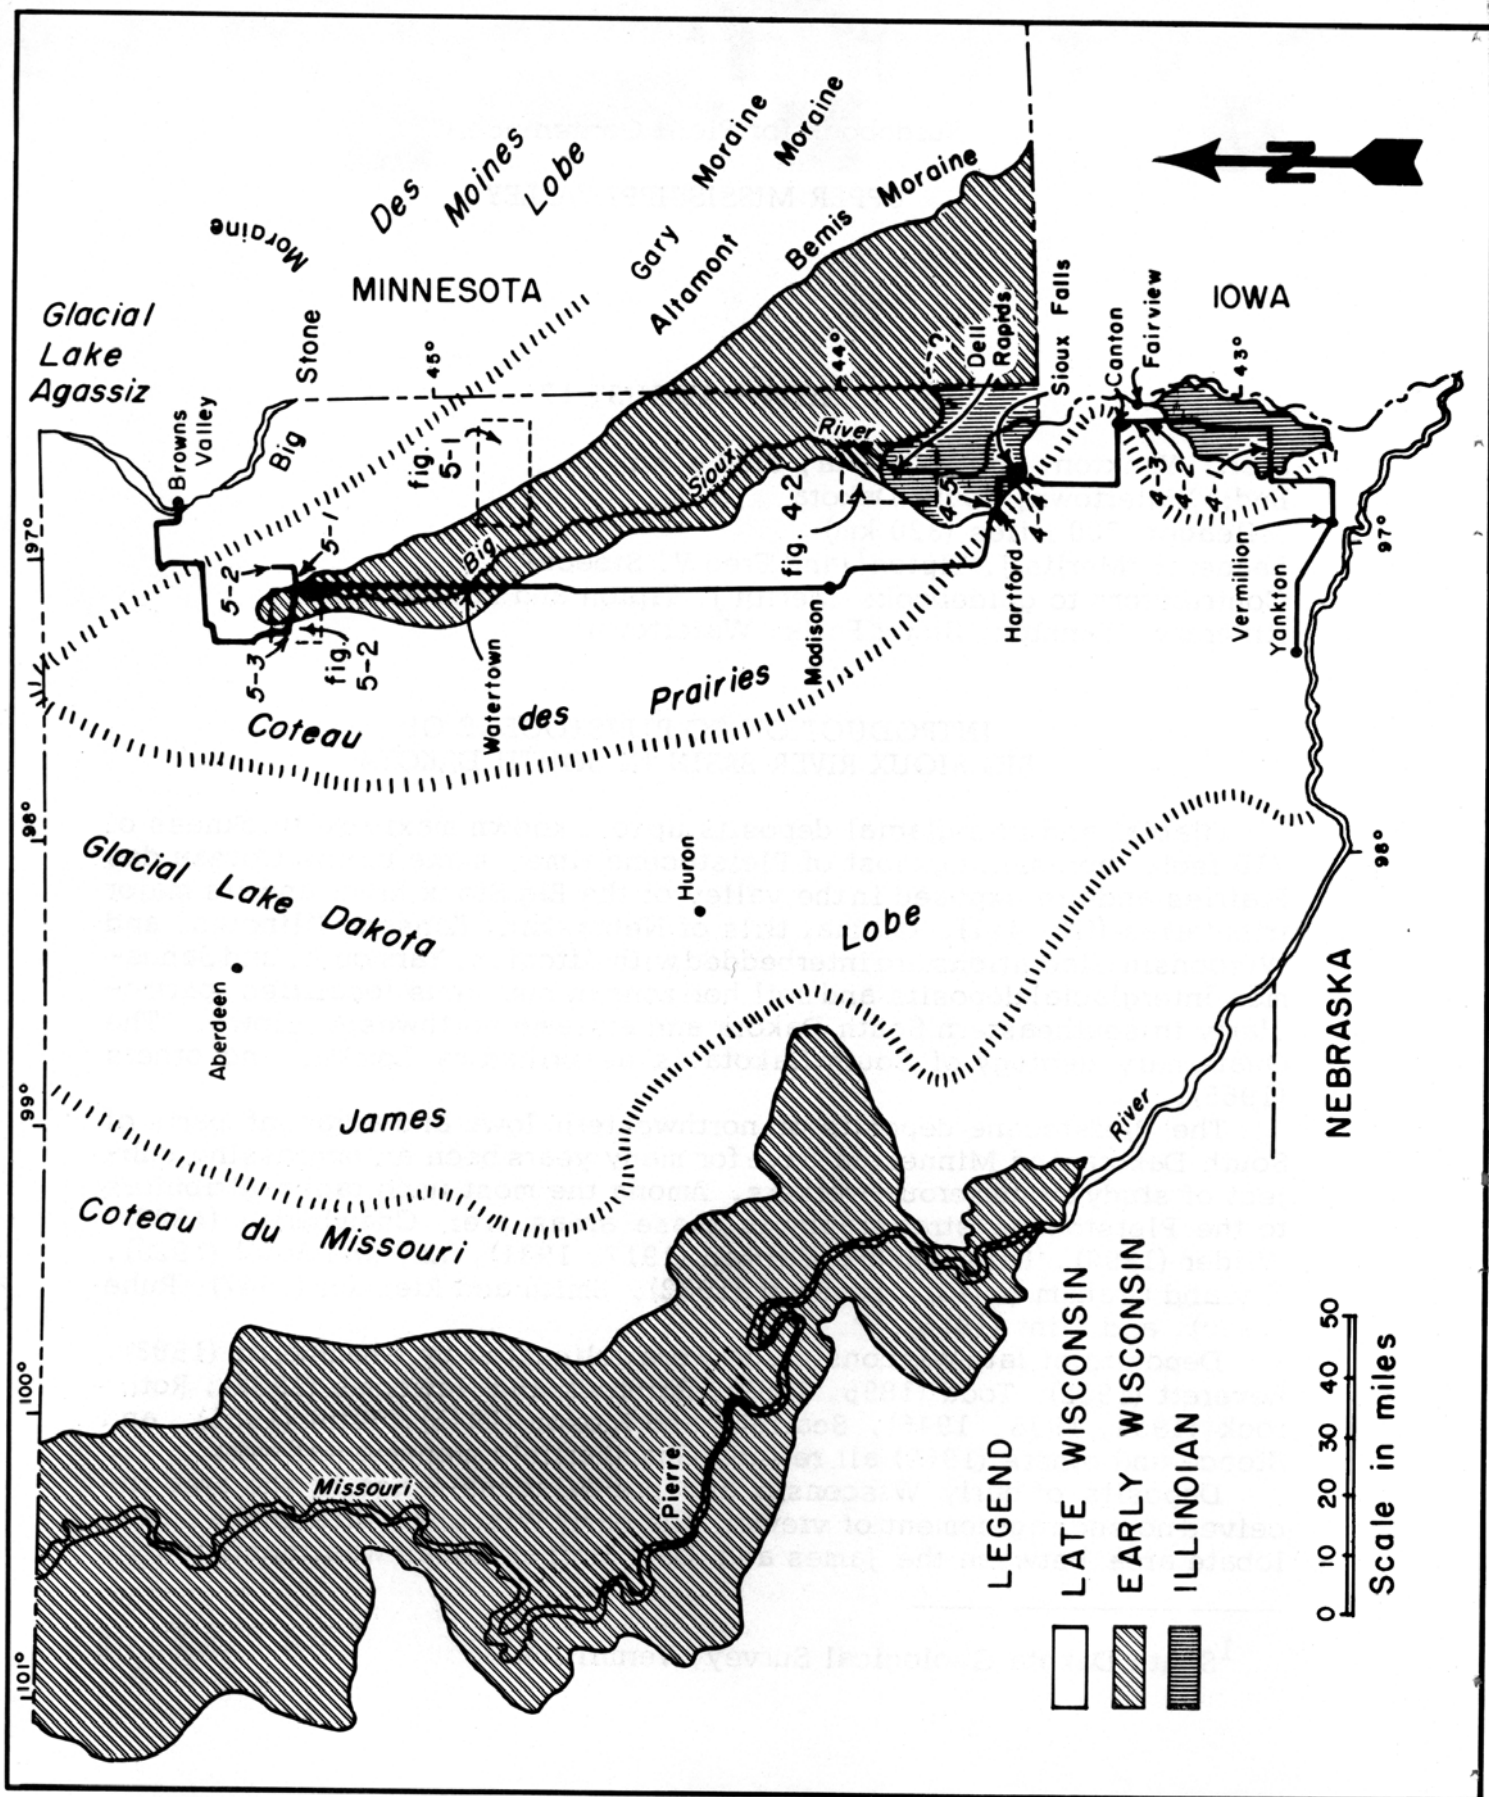 Glacial
Lake
Agassiz
Browns
Valley
Big
Stone
Moraine
Des
Moines
Lobe
MINNESOTA
Gary
Moraine
Altamont
Moraine
Bemis
Moraine
N
45°
44°
43°
97°
98°
99°
100°
101°
97°
98°
5-1
5-2
5-3
fig.
5-2
fig.
5-1
fig. 4-2
Big
Sioux
River
Dell
Rapids
Sioux Falls
Canton
Fairview
IOWA
4-5
4-4
4-3
4-2
4-1
Watertown
Madison
Hartford
Vermillion
Yankton
Coteau
des
Prairies
Glacial Lake Dakota
Aberdeen
Huron
James
Lobe
Coteau du Missouri
Missouri
Pierre
River
NEBRASKA
LEGEND
LATE WISCONSIN
EARLY WISCONSIN
ILLINOIAN
0 10 20 30 40 50
Scale in miles